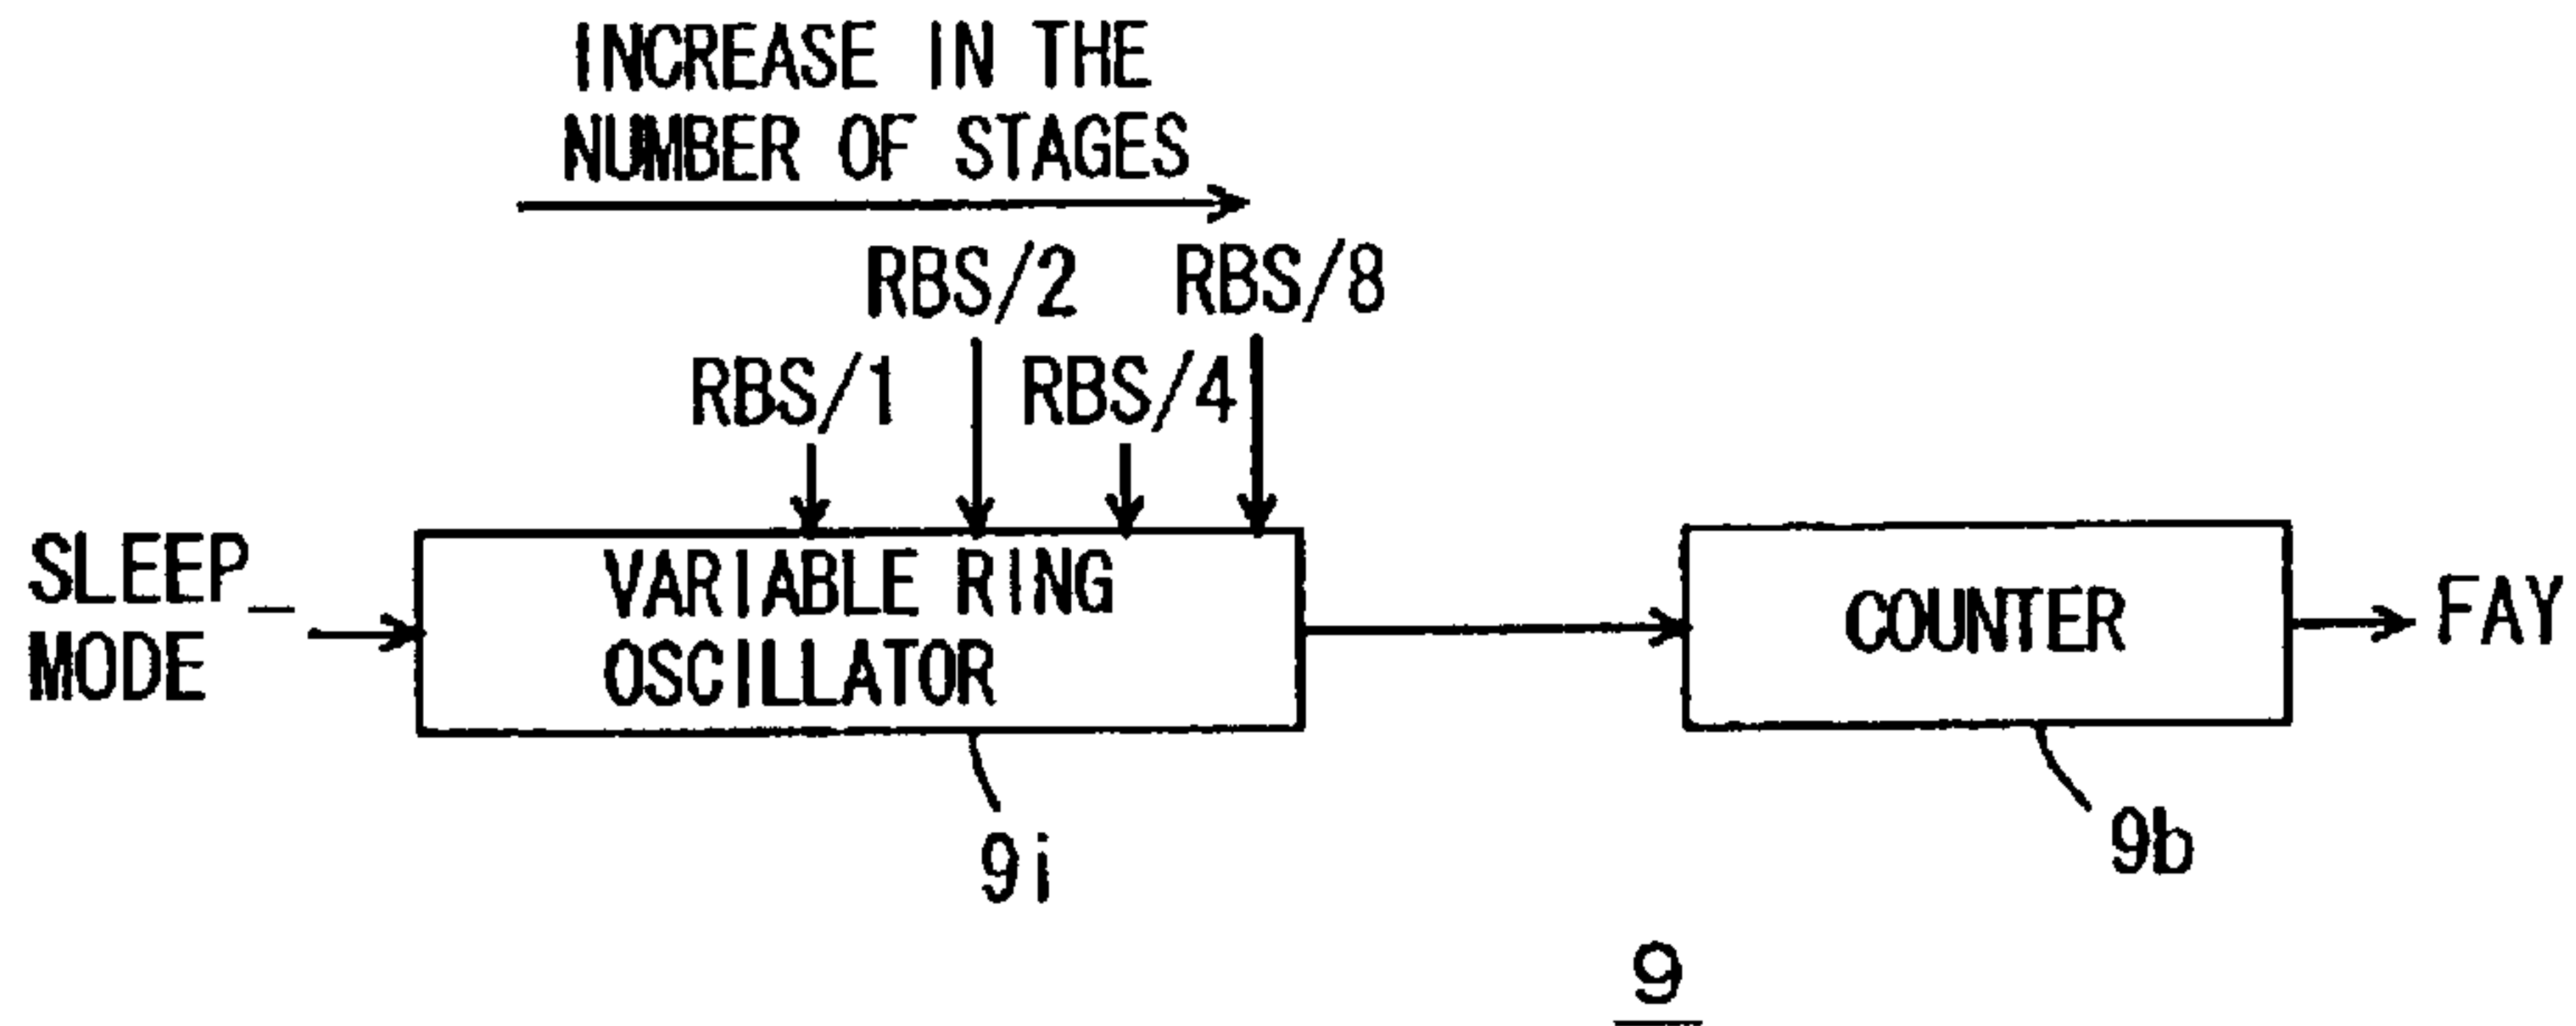 INCREASE IN THE
NUMBER OF STAGES
RBS/2
RBS/8
RBS/1
RBS/4
SLEEP_
MODE
VARIABLE RING
OSCILLATOR
COUNTER
FAY
9i
9b
9